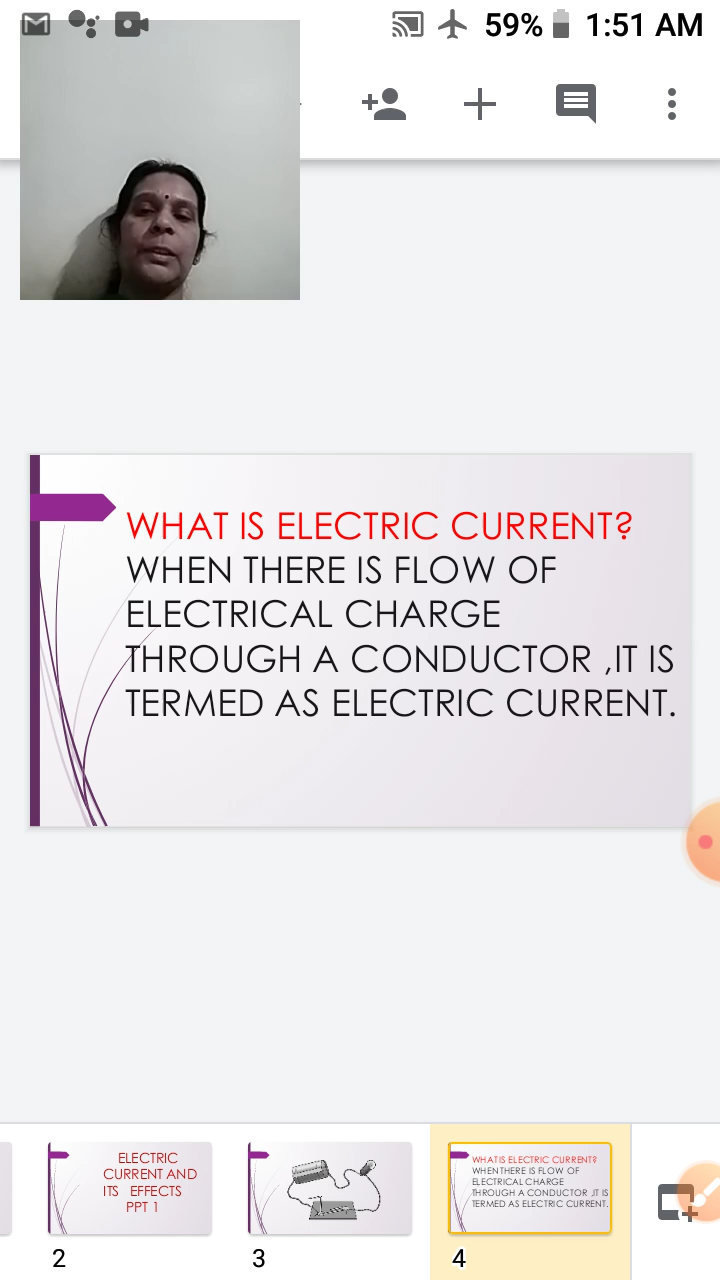 59% 1:51 AM
WHAT IS ELECTRIC CURRENT?
WHEN THERE IS FLOW OF
ELECTRICAL CHARGE
THROUGH A CONDUCTOR ,IT IS
TERMED AS ELECTRIC CURRENT.
ELECTRIC
CURRENT AND
ITS EFFECTS
PPT 1
WHAT IS ELECTRIC CURRENT?
WHEN THERE IS FLOW OF
ELECTRICAL CHARGE
THROUGH A CONDUCTOR ,IT IS
TERMED AS ELECTRIC CURRENT.
2
3
4